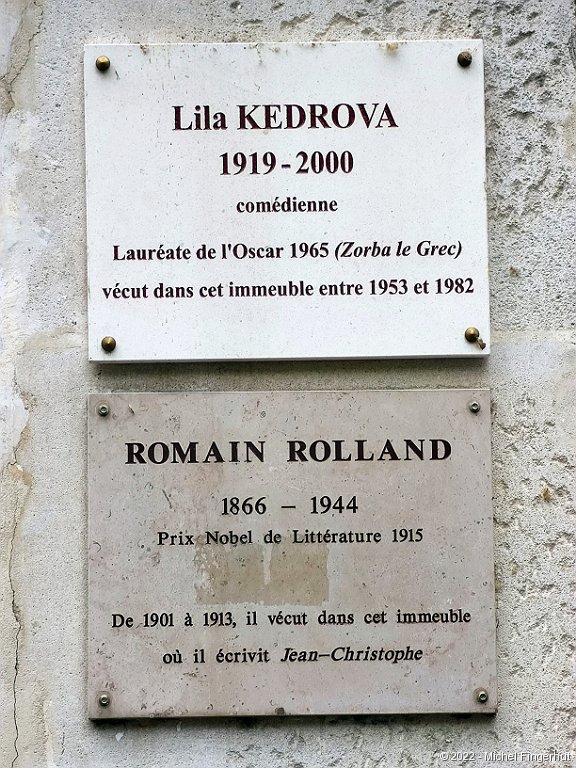 Lila KEDROVA
1919-2000
comédienne
Lauréate de l'Oscar 1965 (Zorba le Grec)
vécut dans cet immeuble entre 1953 et 1982
ROMAIN ROLLAND
1866 – 1944
Prix Nobel de Littérature 1915
De 1901 à 1913, il vécut dans cet immeuble
où il écrivit Jean–Christophe
©2022 - Michel Fingerhut